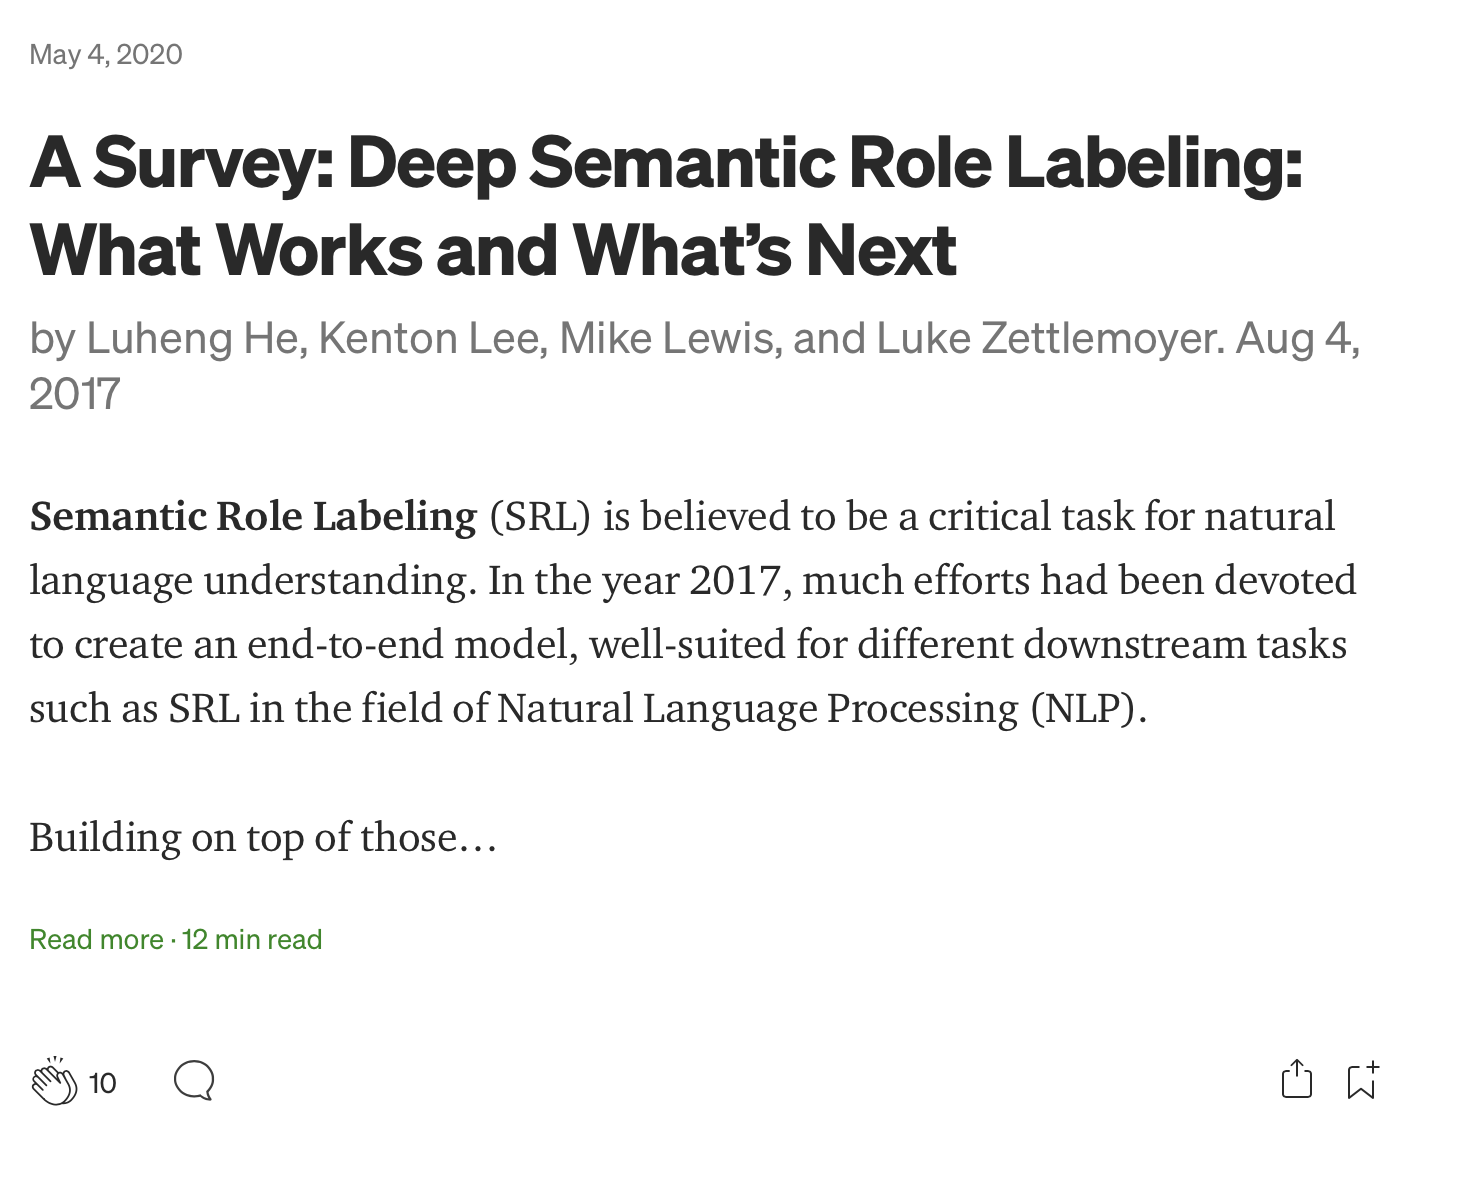 May 4, 2020
A Survey: Deep Semantic Role Labeling:
What Works and What’s Next
by Luheng He, Kenton Lee, Mike Lewis, and Luke Zettlemoyer. Aug 4,
2017
Semantic Role Labeling (SRL) is believed to be a critical task for natural
language understanding. In the year 2017, much efforts had been devoted
to create an end-to-end model, well-suited for different downstream tasks
such as SRL in the field of Natural Language Processing (NLP).
Building on top of those…
Read more · 12 min read
10